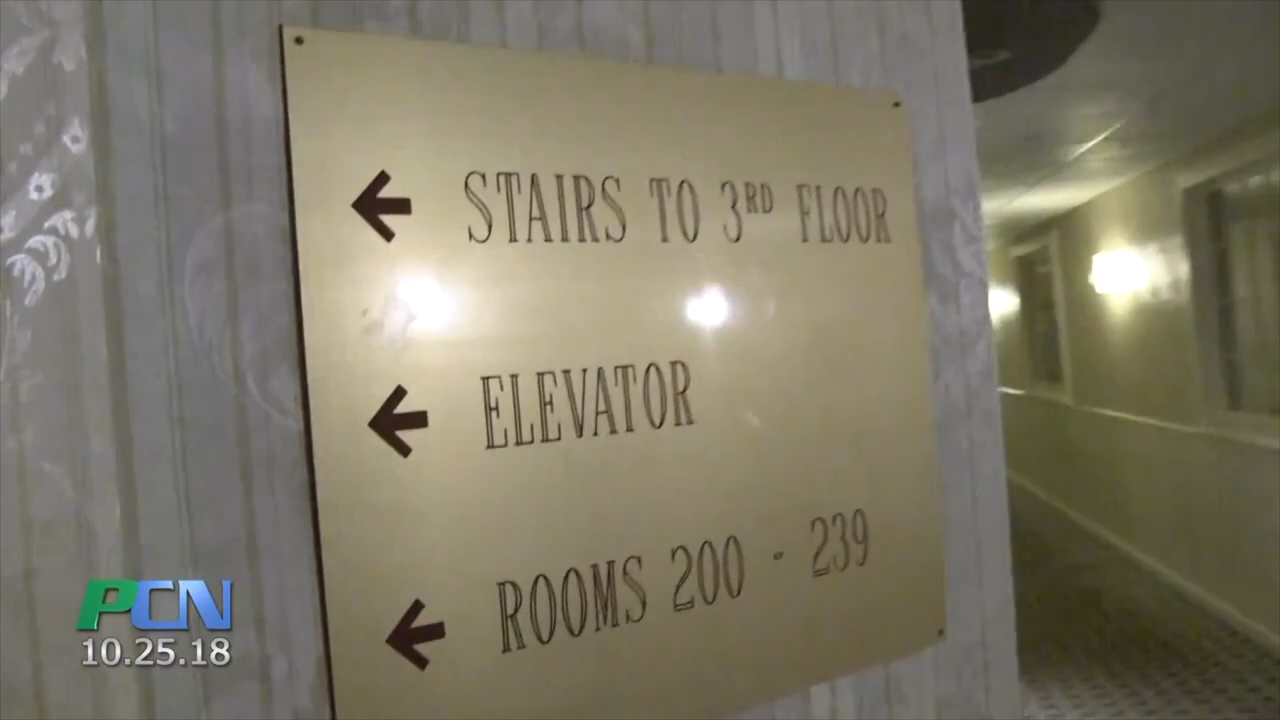 STAIRS TO 3RD FLOOR
ELEVATOR
ROOMS 200 - 239
PCN
10.25.18